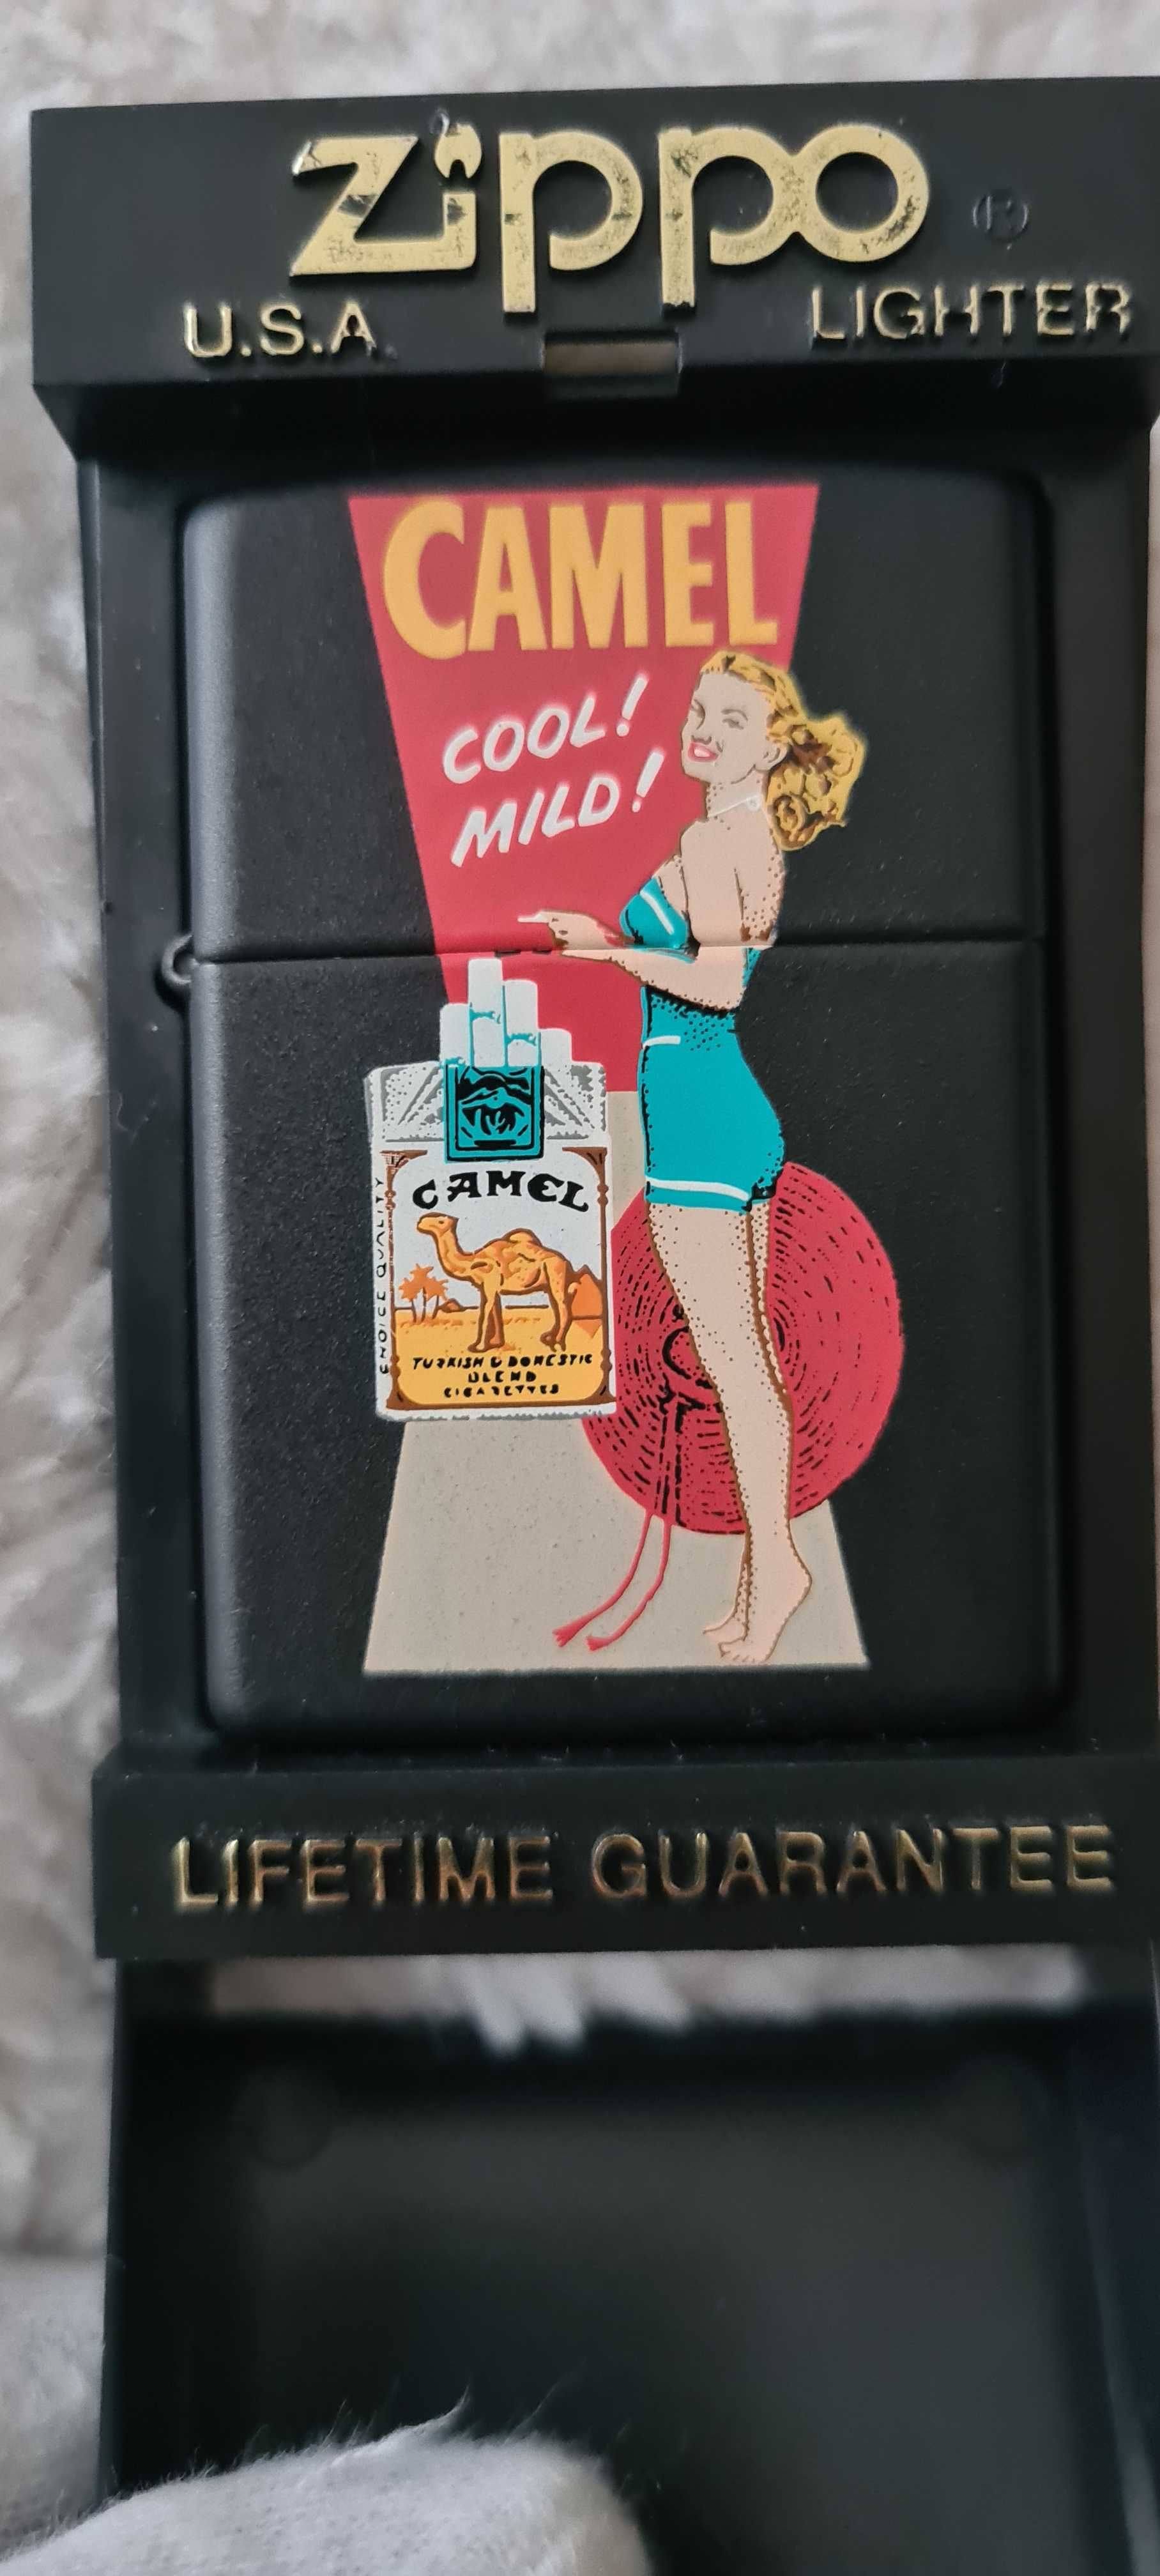 Zippo ®
U.S.A. LIGHTER
CAMEL
COOL!
MILD!
CAMEL
CHOICE QUALITY
TURKISH & DOMESTIC
BLEND
CIGARETTES
LIFETIME GUARANTEE